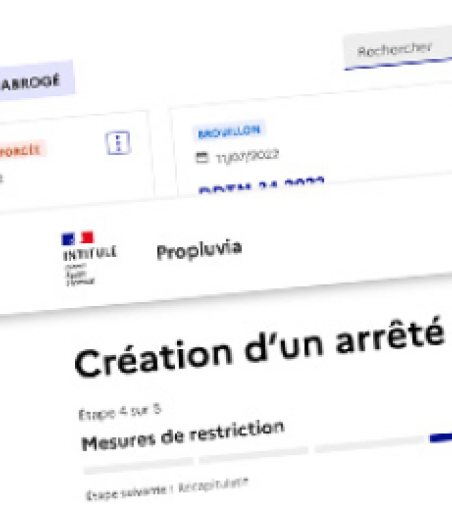 ABROGÉ
Rechercher
FORCÉE
BROUILLON
11/07/2022
DDTM 34 2022
INTITULÉ
Propluvia
Création d'un arrêté
Étape 4 sur 5
Mesures de restriction
Étape suivante : Récapitulatif